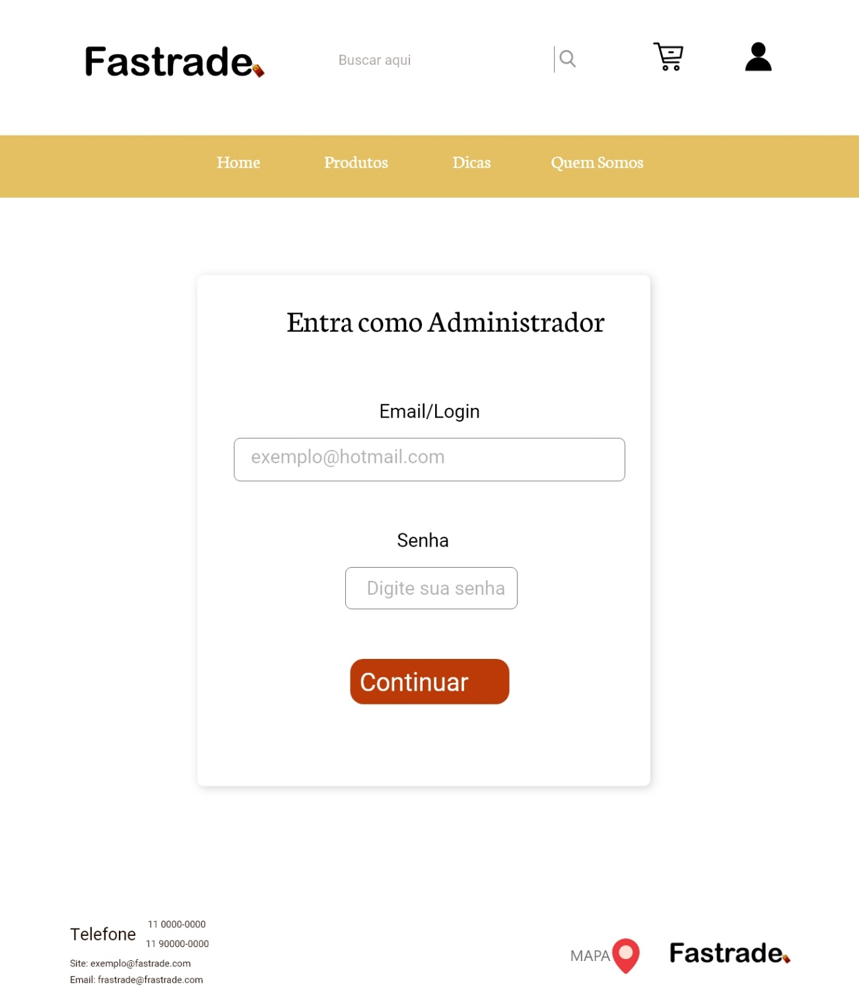 Fastrade
Buscar aqui
Home Produtos Dicas Quem Somos
Entra como Administrador
Email/Login
exemplo@hotmail.com
Senha
Digite sua senha
Continuar
Telefone
11 0000-0000
11 90000-0000
Site: exemplo@fastrade.com
Email: frastrade@frastrade.com
MAPA
Fastrade